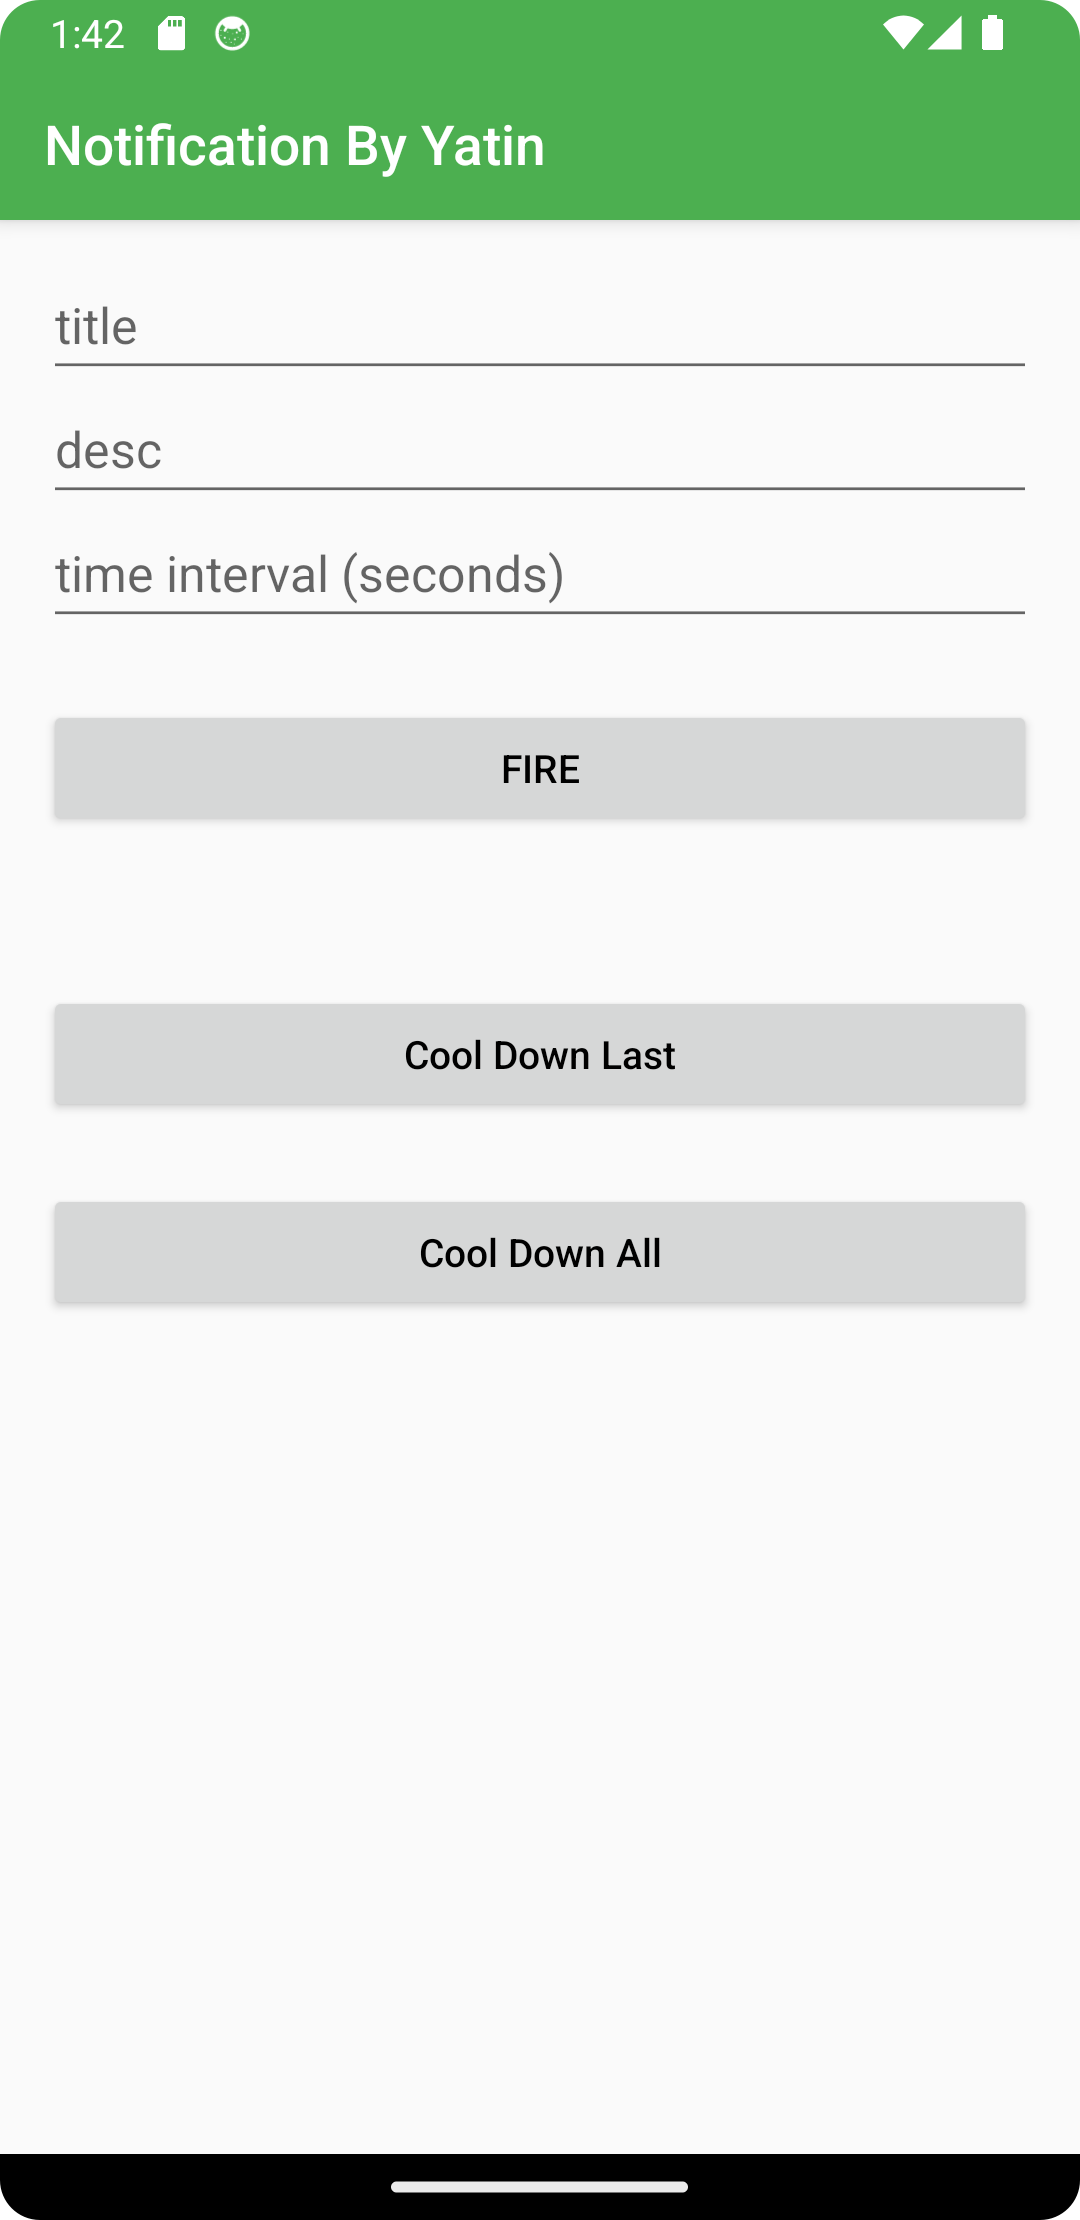 1:42
Notification By Yatin
title
desc
time interval (seconds)
FIRE
Cool Down Last
Cool Down All